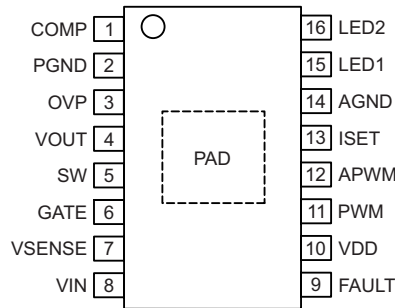 COMP 1
PGND 2
OVP 3
VOUT 4
SW 5
GATE 6
VSENSE 7
VIN 8
PAD
16 LED2
15 LED1
14 AGND
13 ISET
12 APWM
11 PWM
10 VDD
9 FAULT